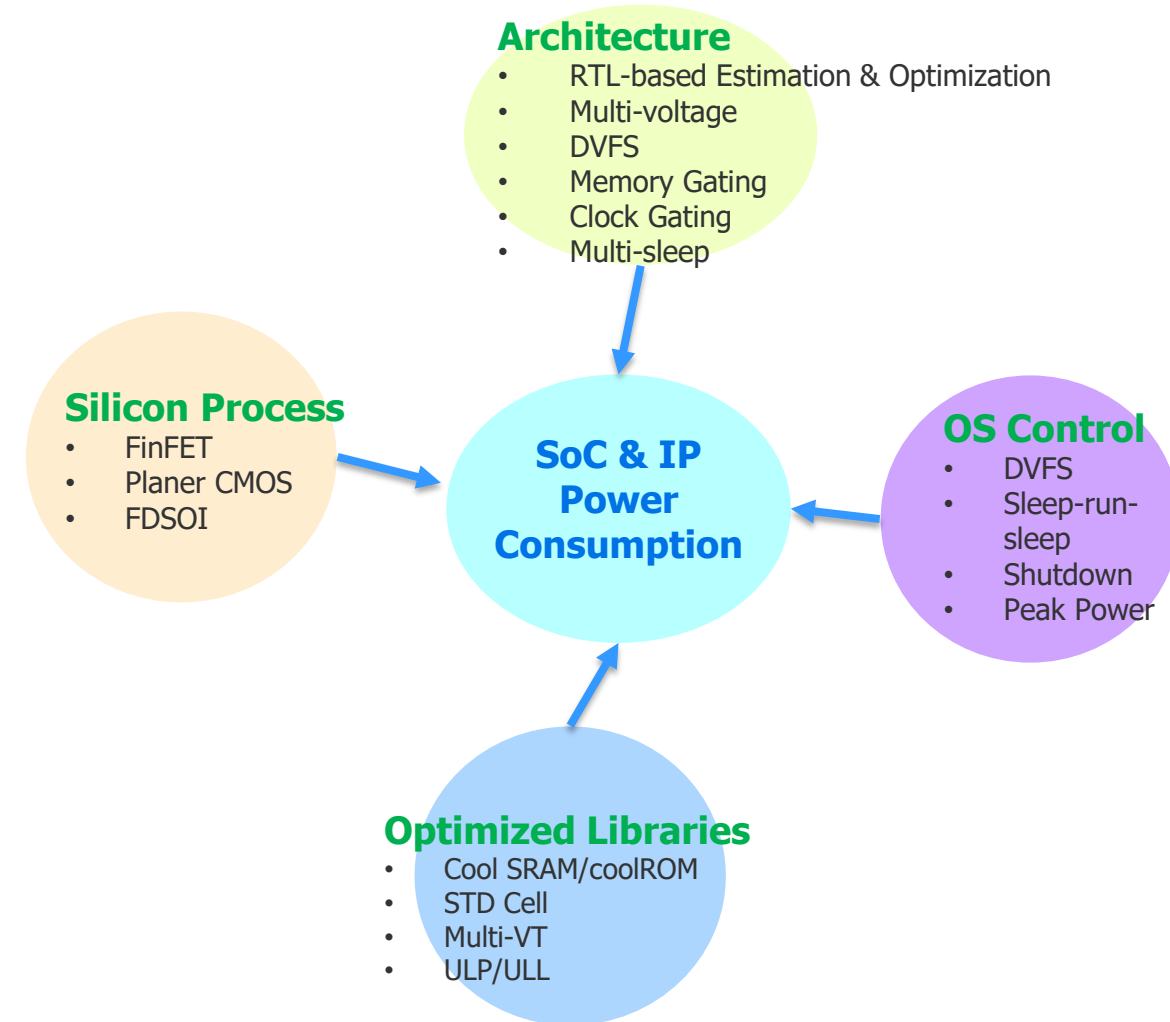 Architecture
• RTL-based Estimation & Optimization
• Multi-voltage
• DVFS
• Memory Gating
• Clock Gating
• Multi-sleep
Silicon Process
• FinFET
• Planer CMOS
• FDSOI
SoC & IP
Power
Consumption
OS Control
• DVFS
• Sleep-run-
sleep
• Shutdown
• Peak Power
Optimized Libraries
• Cool SRAM/coolROM
• STD Cell
• Multi-VT
• ULP/ULL